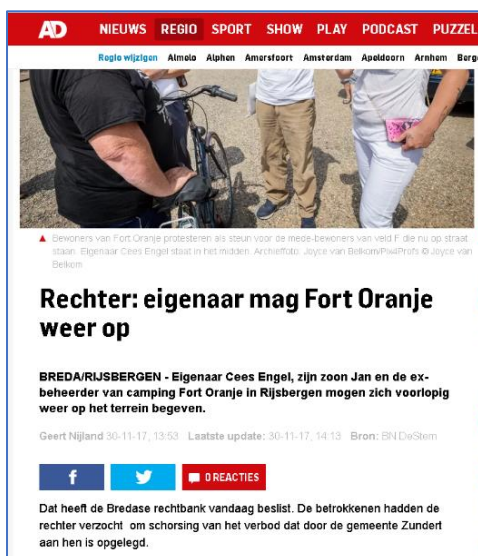 AD NIEUWS REGIO SPORT SHOW PLAY PODCAST PUZZEL
Regio wijzigen Almelo Alphen Amersfoort Amsterdam Apeldoorn Arnhem Berge
▲ Bewoners van Fort Oranje protesteren als steun voor de mede-bewoners van veld F die nu op straat
staan. Eigenaar Cees Engel staat in het midden. Archieffoto: Joyce van Belkom/Pix4Profs © Joyce van
Belkom
Rechter: eigenaar mag Fort Oranje
weer op
BREDA/RIJSBERGEN - Eigenaar Cees Engel, zijn zoon Jan en de ex-
beheerder van camping Fort Oranje in Rijsbergen mogen zich voorlopig
weer op het terrein begeven.
Geert Nijland 30-11-17, 13:53 Laatste update: 30-11-17, 14:13 Bron: BN DeStem
f 0 REACTIES
Dat heeft de Bredase rechtbank vandaag beslist. De betrokkenen hadden de
rechter verzocht om schorsing van het verbod dat door de gemeente Zundert
aan hen is opgelegd.